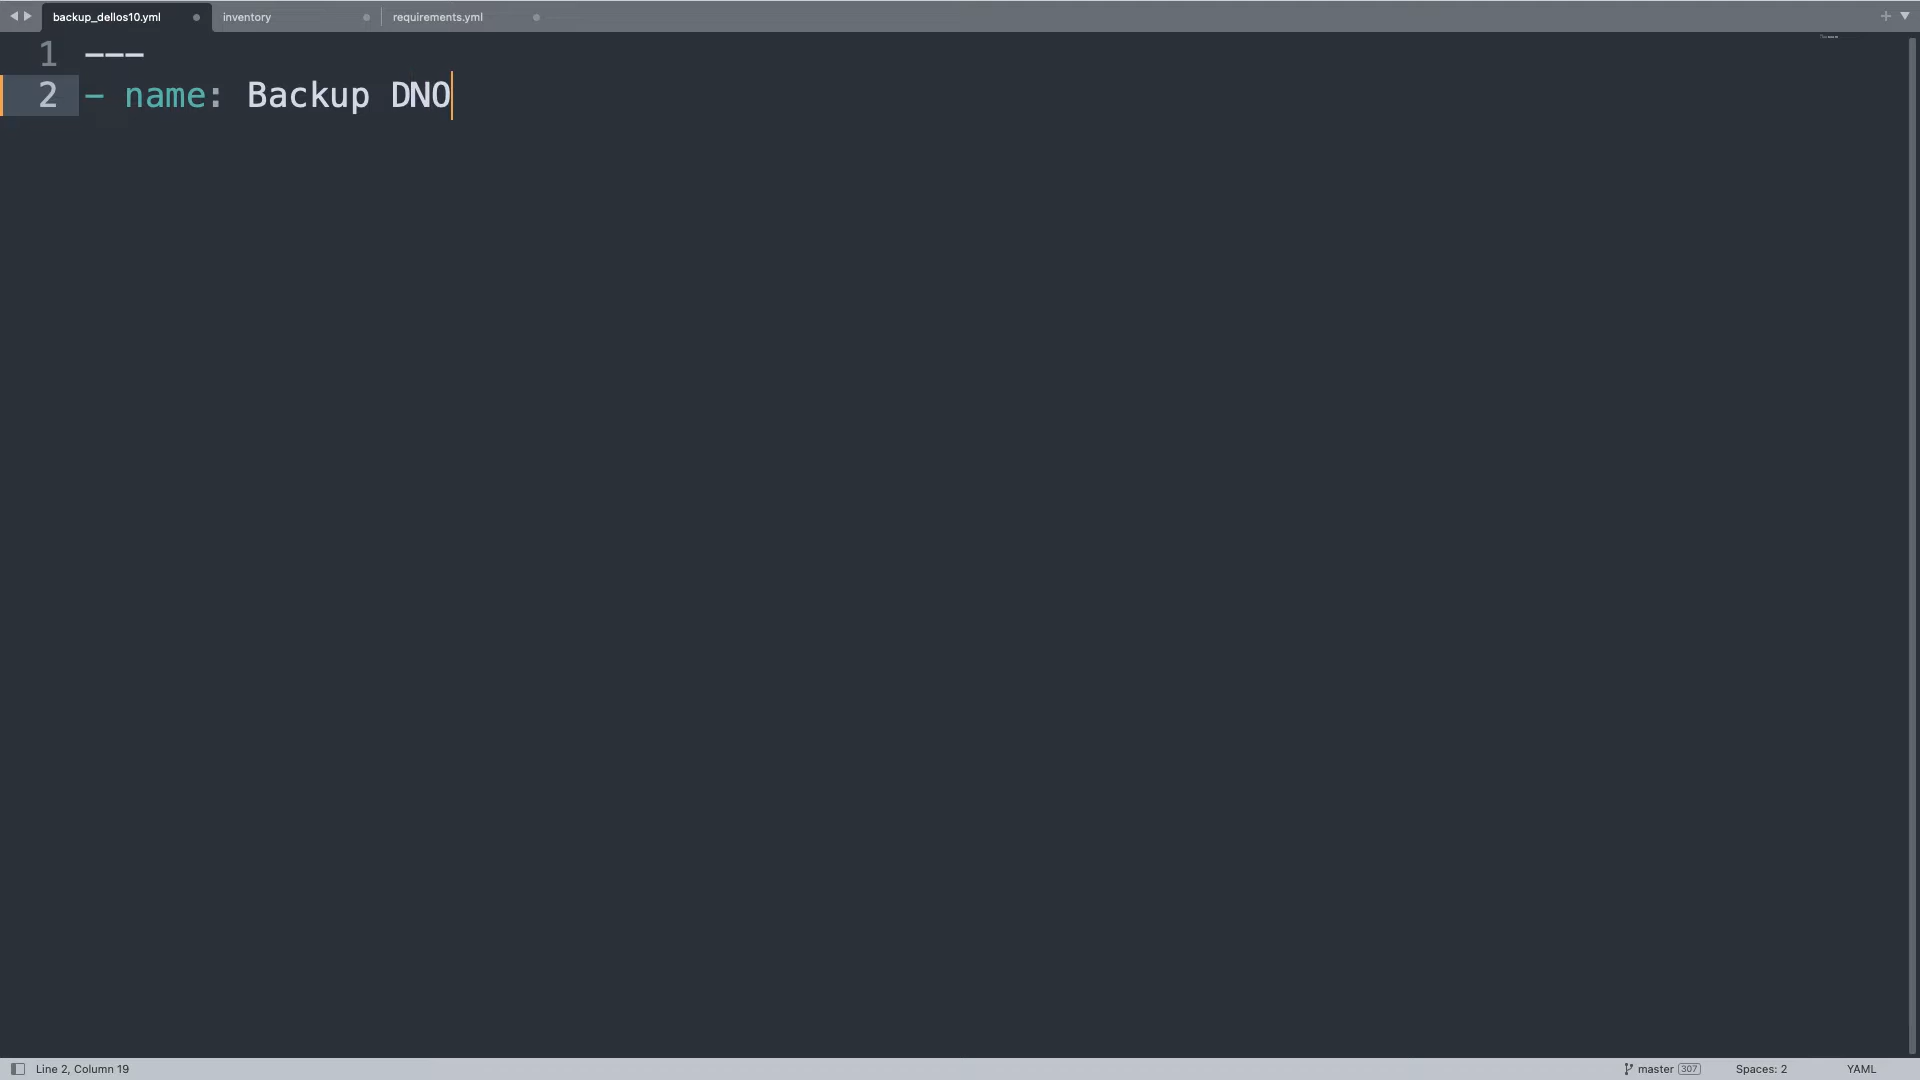 backup_dellos10.yml
inventory
requirements.yml
1 ---
2 - name: Backup DNO
Line 2, Column 19
master 307
Spaces: 2
YAML